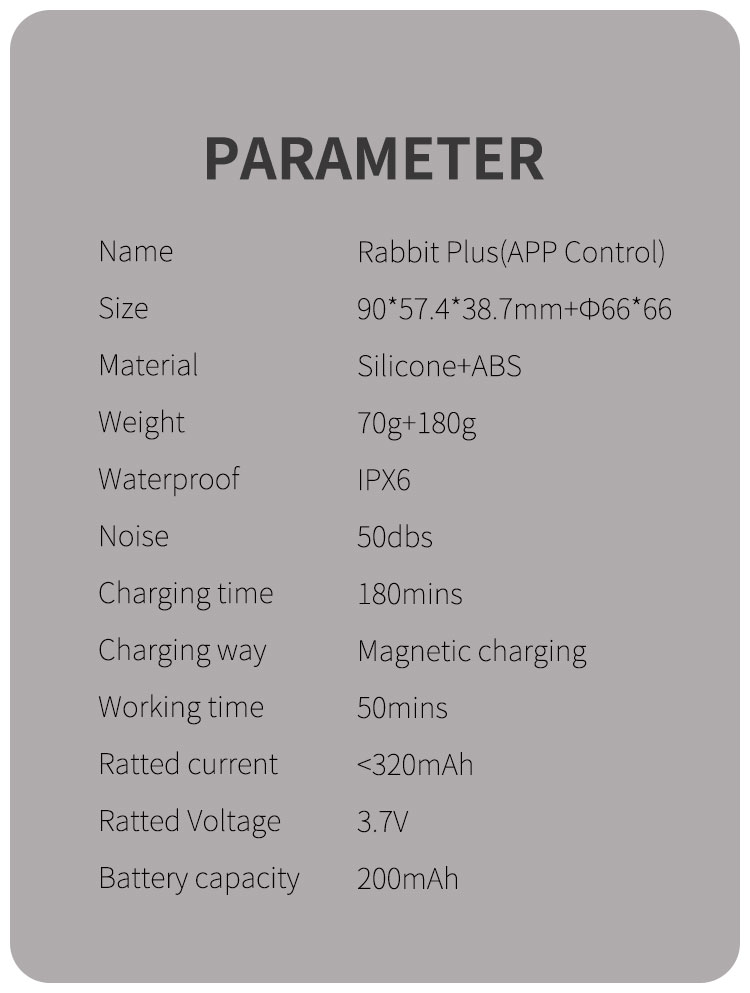 PARAMETER
Name Rabbit Plus(APP Control)
Size 90*57.4*38.7mm+Φ66*66
Material Silicone+ABS
Weight 70g+180g
Waterproof IPX6
Noise 50dbs
Charging time 180mins
Charging way Magnetic charging
Working time 50mins
Ratted current <320mAh
Ratted Voltage 3.7V
Battery capacity 200mAh